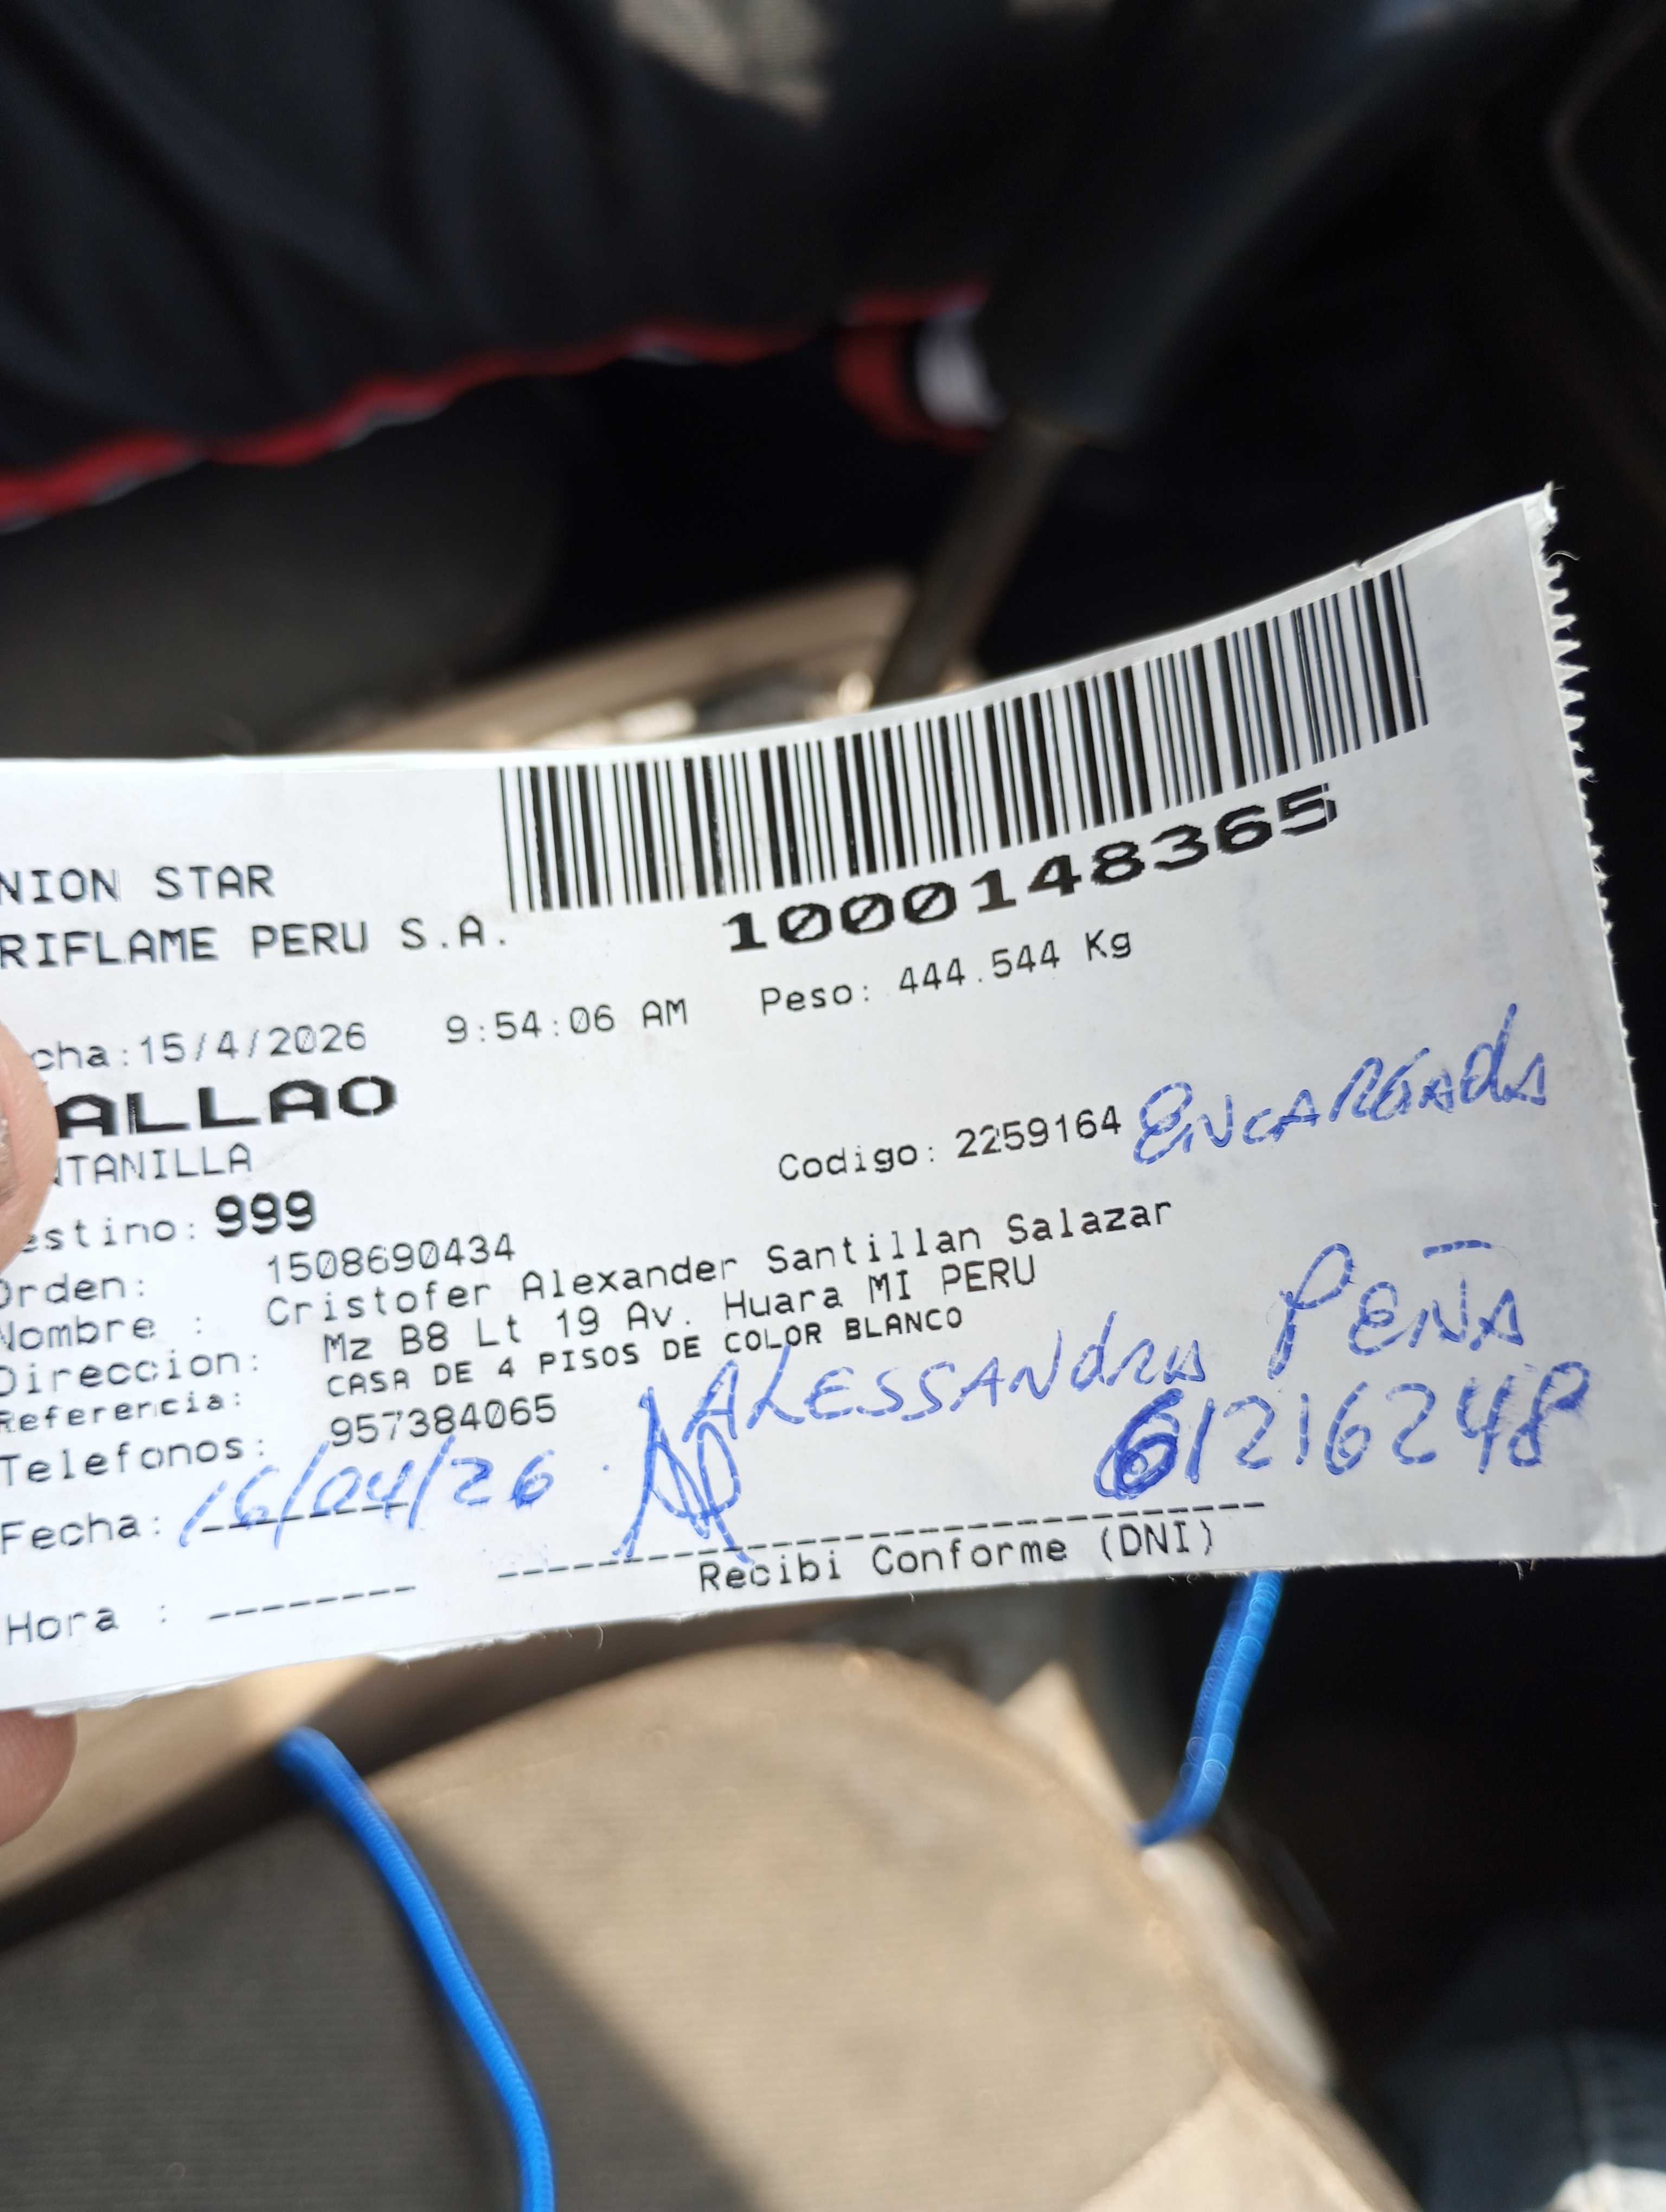 NION STAR
RIFLAME PERU S.A.
1000148365
cha:15/4/2026 9:54:06 AM Peso: 444.544 Kg
ALLAO
NTANILLA
Codigo: 2259164 ENCARGADA
estino: 999
Orden: 1508690434
Nombre : Cristofer Alexander Santillan Salazar
Direccion: Mz B8 Lt 19 Av. Huara MI PERU
Referencia: CASA DE 4 PISOS DE COLOR BLANCO
Telefonos: 957384065
ALESSANDRA PEÑA
61216248
Fecha: 16/04/26
Recibi Conforme (DNI)
Hora :